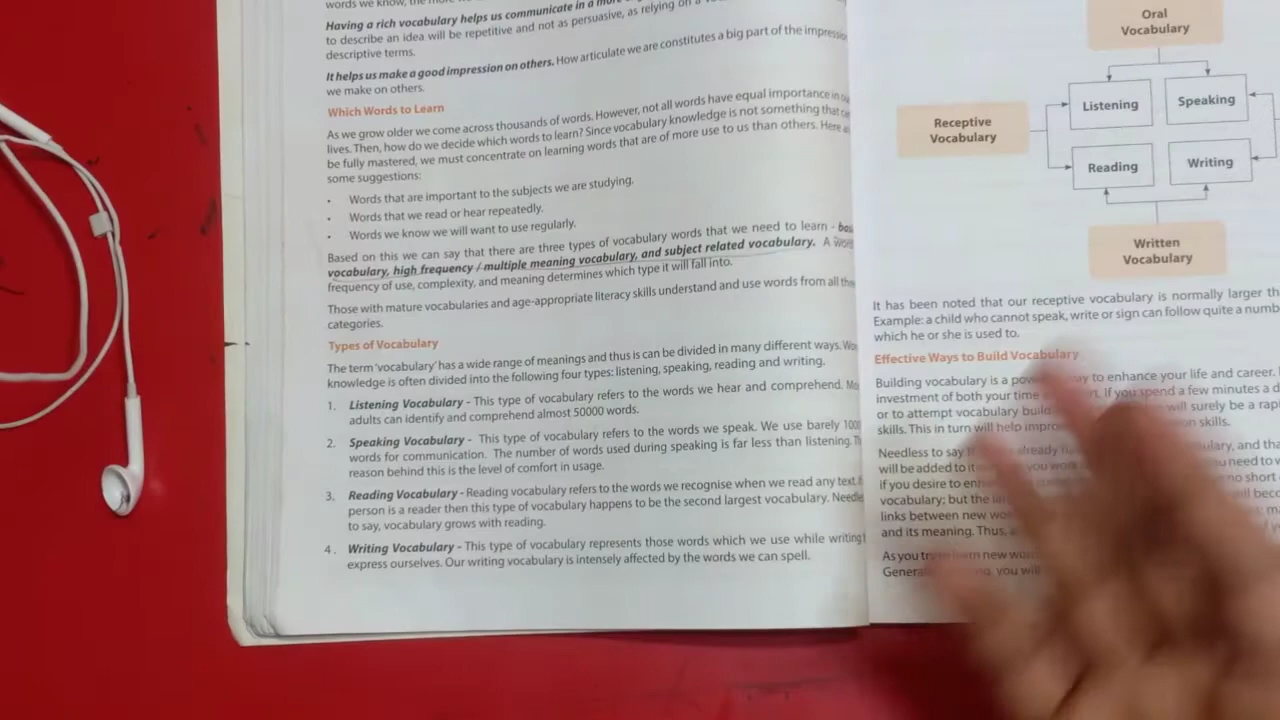 words we know, the
Having a rich vocabulary helps us communicate in a more
to describe an idea will be repetitive and not as persuasive, as relying on a
descriptive terms.
It helps us make a good impression on others. How articulate we are constitutes a big part of the impression
we make on others.
Which Words to Learn
As we grow older we come across thousands of words. However, not all words have equal importance in
lives. Then, how do we decide which words to learn? Since vocabulary knowledge is not something that
be fully mastered, we must concentrate on learning words that are of more use to us than others. Here
some suggestions:
• Words that are important to the subjects we are studying.
• Words that we read or hear repeatedly.
• Words we know we will want to use regularly.
Based on this we can say that there are three types of vocabulary words that we need to learn -
vocabulary, high frequency / multiple meaning vocabulary, and subject related vocabulary. A
frequency of use, complexity, and meaning determines which type it will fall into.
Those with mature vocabularies and age-appropriate literacy skills understand and use words from all
categories.
Types of Vocabulary
The term 'vocabulary' has a wide range of meanings and thus is can be divided in many different ways.
knowledge is often divided into the following four types: listening, speaking, reading and writing.
1. Listening Vocabulary - This type of vocabulary refers to the words we hear and comprehend.
adults can identify and comprehend almost 50000 words.
2. Speaking Vocabulary - This type of vocabulary refers to the words we speak. We use barely
words for communication. The number of words used during speaking is far less than listening.
reason behind this is the level of comfort in usage.
3. Reading Vocabulary - Reading vocabulary refers to the words we recognise when we read any text.
person is a reader then this type of vocabulary happens to be the second largest vocabulary.
to say, vocabulary grows with reading.
4. Writing Vocabulary - This type of vocabulary represents those words which we use while writing
express ourselves. Our writing vocabulary is intensely affected by the words we can spell.
Oral
Vocabulary
Listening
Speaking
Receptive
Vocabulary
Reading
Writing
Written
Vocabulary
It has been noted that our receptive vocabulary is normally larger
Example: a child who cannot speak, write or sign can follow quite a
which he or she is used to.
Effective Ways to Build Vocabulary
Building vocabulary is a way to enhance your life and career.
investment of both your time If you spend a few minutes a
or to attempt vocabulary will surely be a
skills. This in turn will help skills.
Needless to say already and
will be added to it you need to
if you desire to no short
vocabulary; but the will
links between new
and its meaning. Thus,
As you new
you will